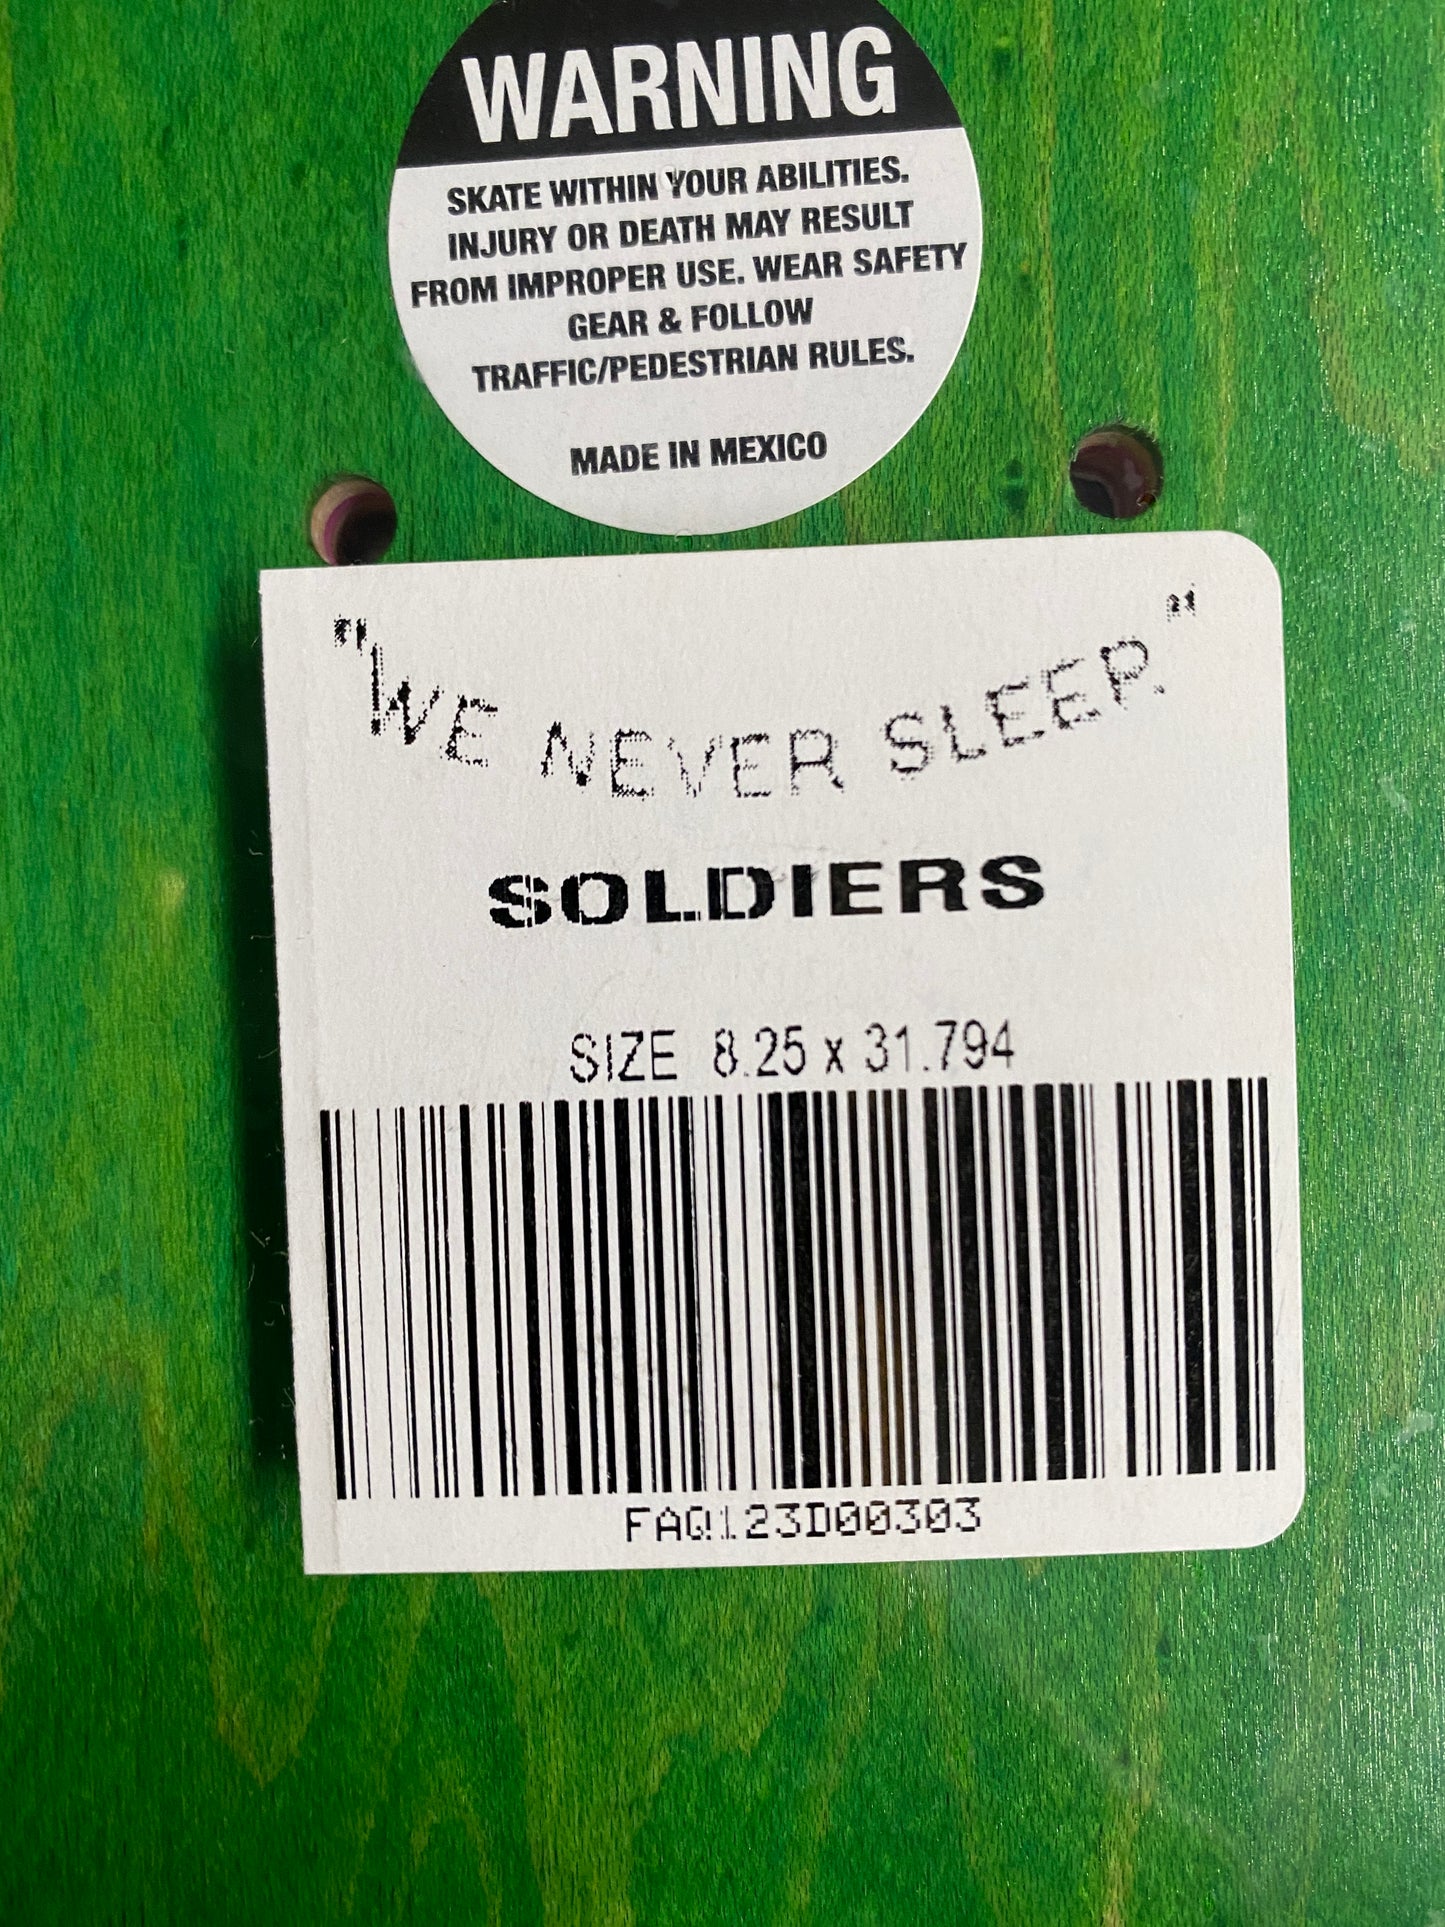 WARNING
SKATE WITHIN YOUR ABILITIES.
INJURY OR DEATH MAY RESULT
FROM IMPROPER USE. WEAR SAFETY
GEAR & FOLLOW
TRAFFIC/PEDESTRIAN RULES.
MADE IN MEXICO
"WE NEVER SLEEP."
SOLDIERS
SIZE 8.25 x 31.794
FAQ123D00303